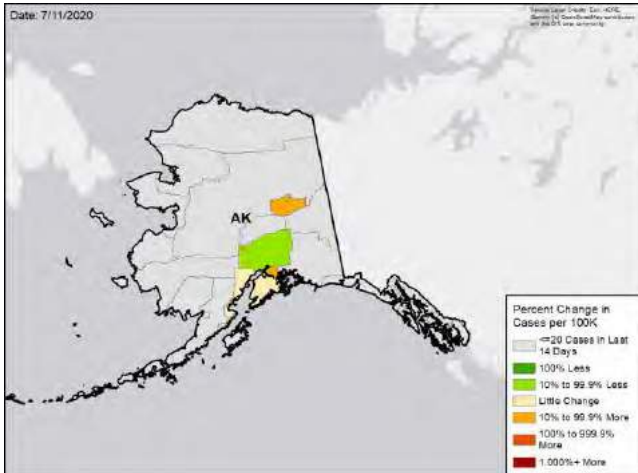 Date: 7/11/2020
AK
Percent Change in
Cases per 100K
<=20 Cases in Last
14 Days
100% Less
10% to 99.9% Less
Little Change
10% to 99.9% More
100% to 999.9%
More
1,000%+ More